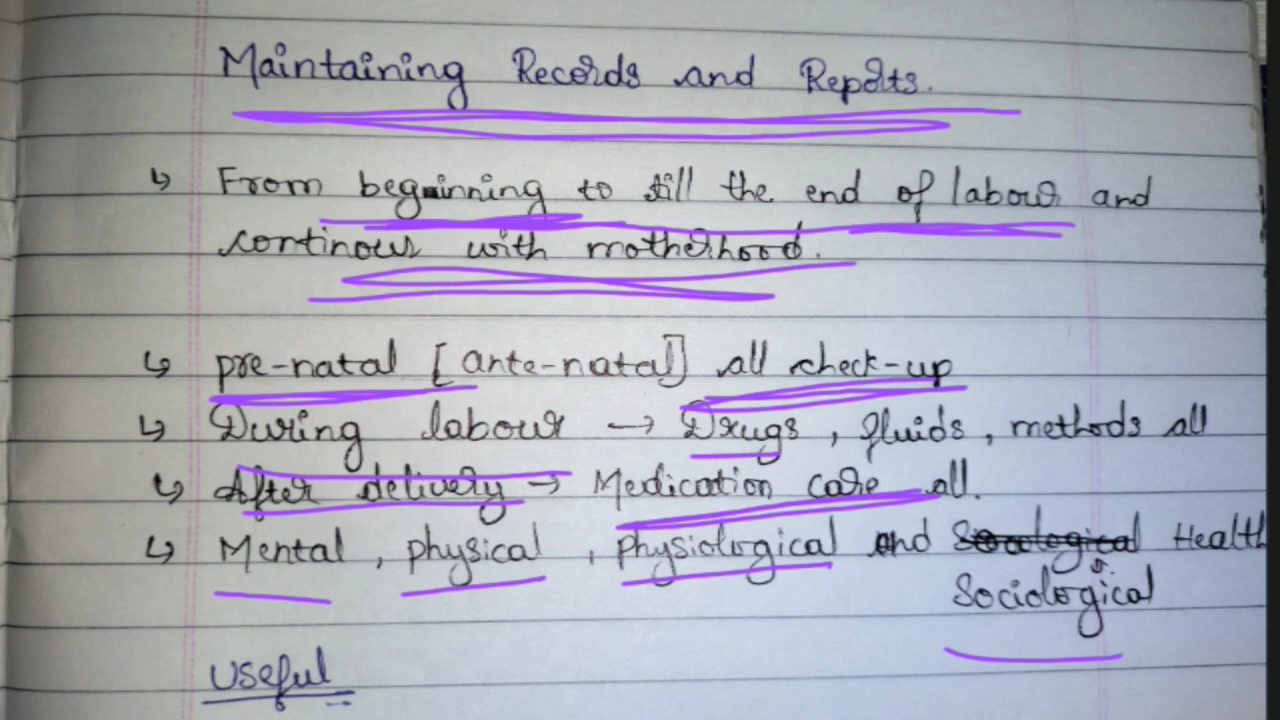 Maintaining Records and Reports.
↳ From beginning to till the end of labour and
continour with motherhood.
↳ pre-natal [ante-natal] all check-up
↳ During labour → Drugs, fluids, methods all
↳ After delivery → Medication care all.
↳ Mental, physical, physiological and Health
Sociological
Useful